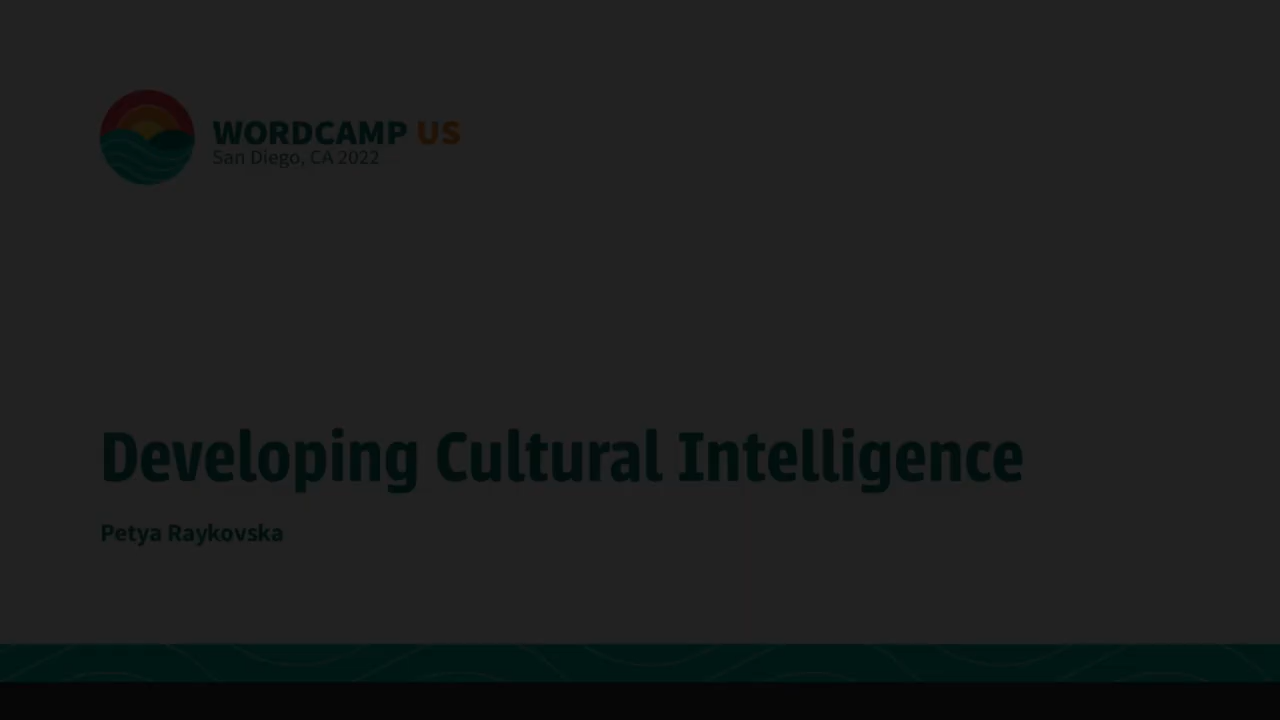 WORDCAMP US
San Diego, CA 2022
Developing Cultural Intelligence
Petya Raykovska